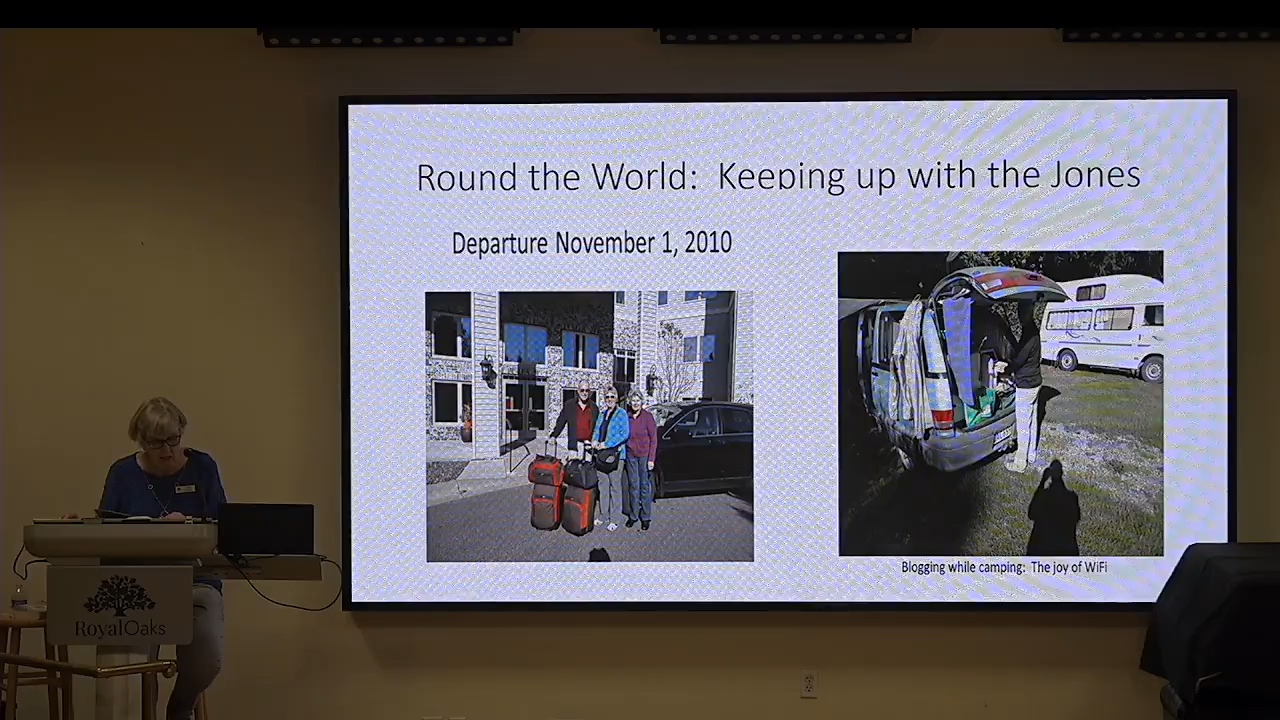 Round the World: Keeping up with the Jones
Departure November 1, 2010
Blogging while camping: The joy of WiFi
RoyalOaks